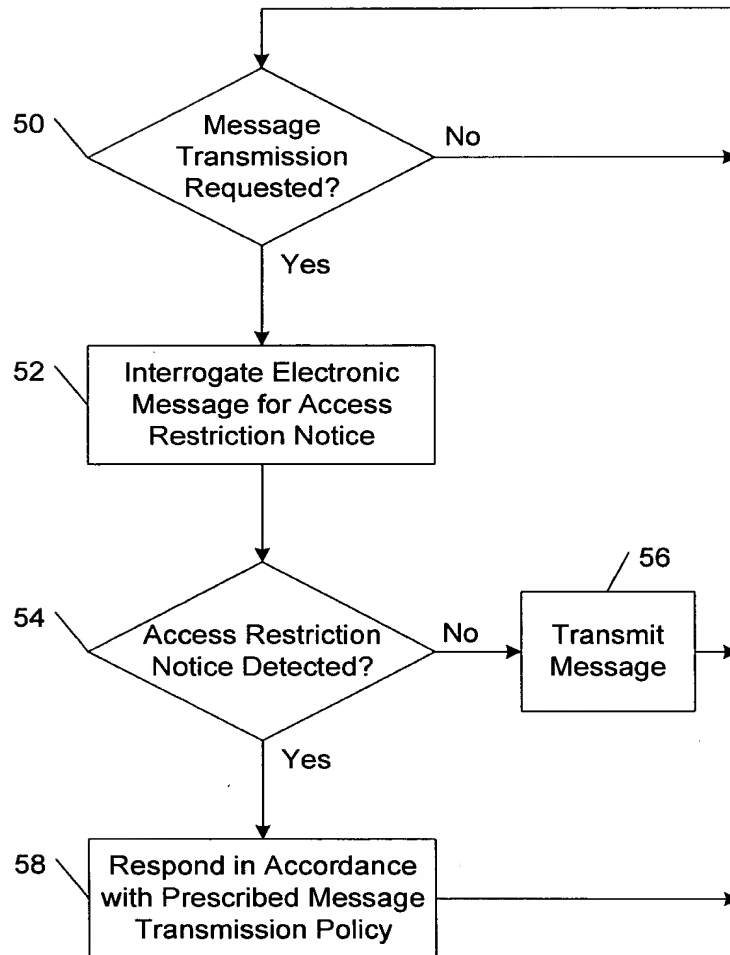 50
Message
Transmission
Requested?
No
Yes
52
Interrogate Electronic
Message for Access
Restriction Notice
54
Access Restriction
Notice Detected?
No
56
Transmit
Message
Yes
58
Respond in Accordance
with Prescribed Message
Transmission Policy